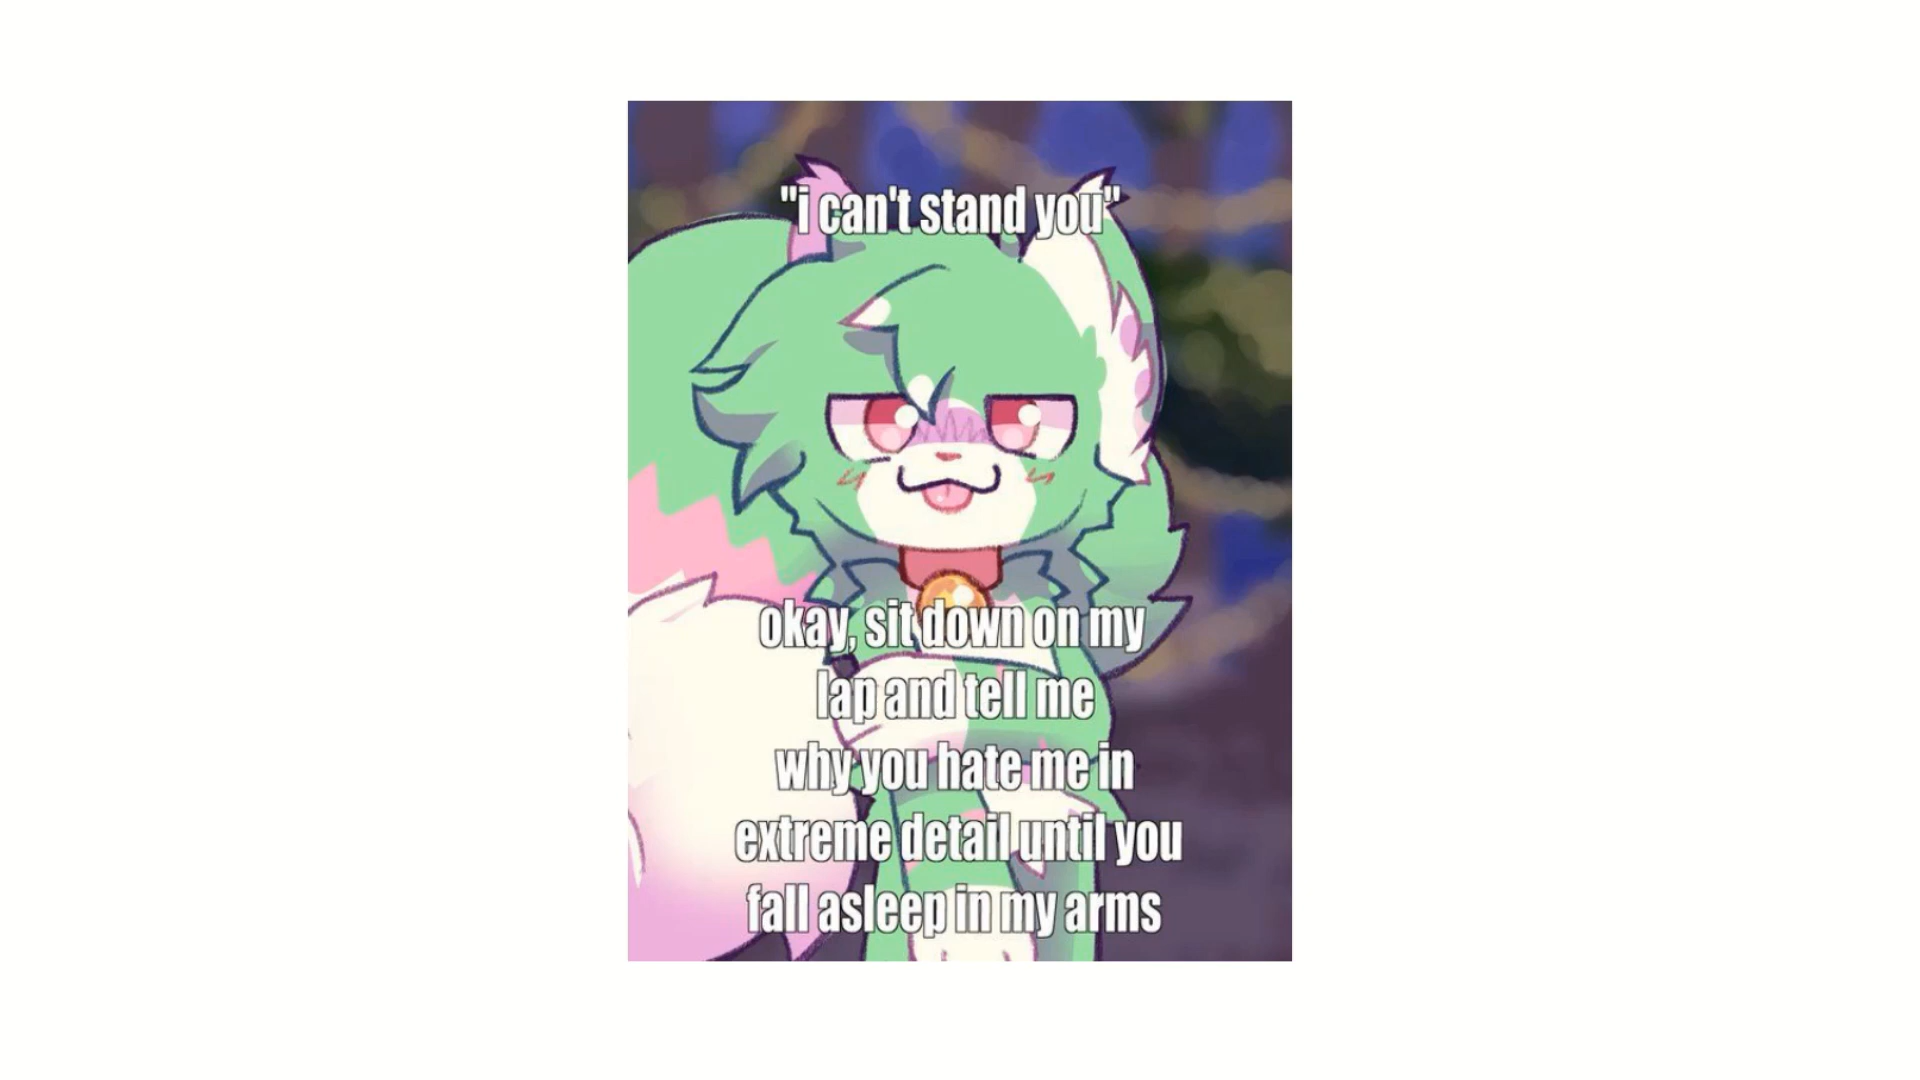 "i can't stand you"
okay, sit down on my
lap and tell me
why you hate me in
extreme detail until you
fall asleep in my arms